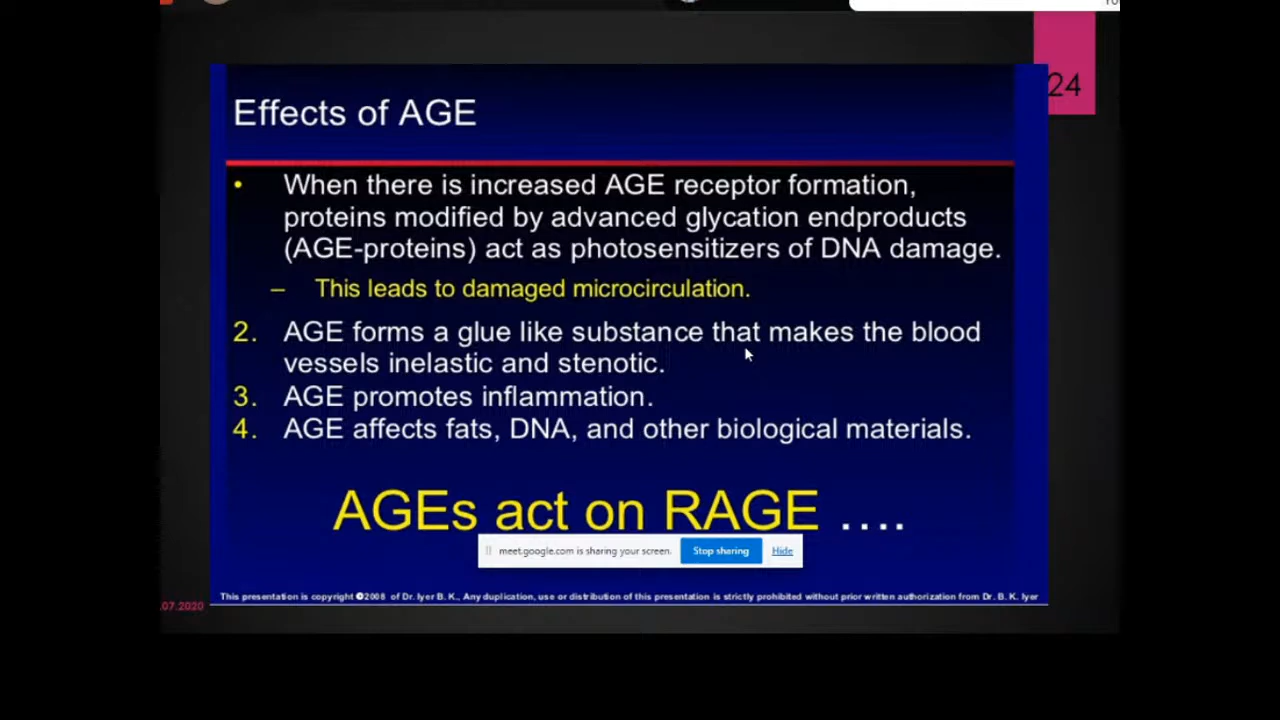 24
Effects of AGE
• When there is increased AGE receptor formation,
proteins modified by advanced glycation endproducts
(AGE-proteins) act as photosensitizers of DNA damage.
– This leads to damaged microcirculation.
2. AGE forms a glue like substance that makes the blood
vessels inelastic and stenotic.
3. AGE promotes inflammation.
4. AGE affects fats, DNA, and other biological materials.
AGEs act on RAGE ....
meet.google.com is sharing your screen. Stop sharing Hide
This presentation is copyright ©2008 of Dr. Iyer B. K., Any duplication, use or distribution of this presentation is strictly prohibited without prior written authorization from Dr. B. K. Iyer
.07.2020